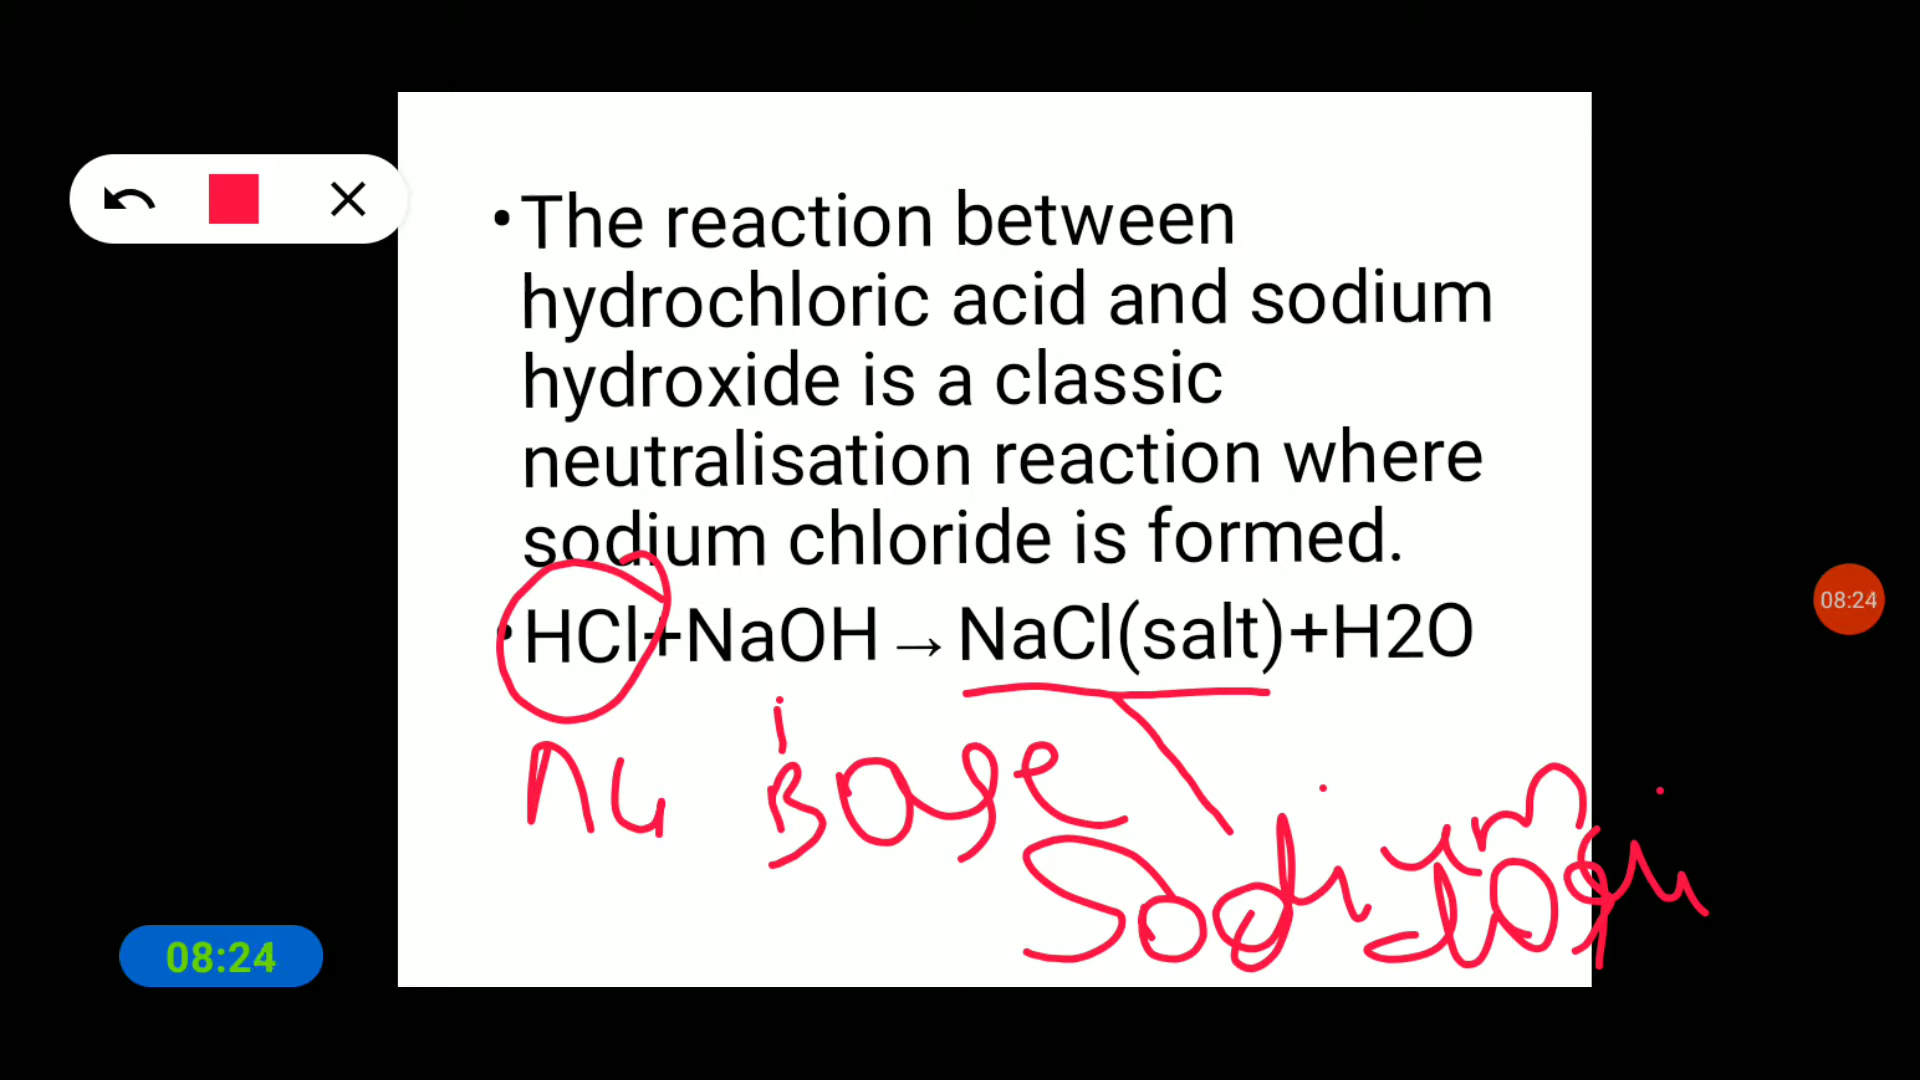 • The reaction between
hydrochloric acid and sodium
hydroxide is a classic
neutralisation reaction where
sodium chloride is formed.
• HCl+NaOH→NaCl(salt)+H2O
Base
Sodium
08:24
08:24